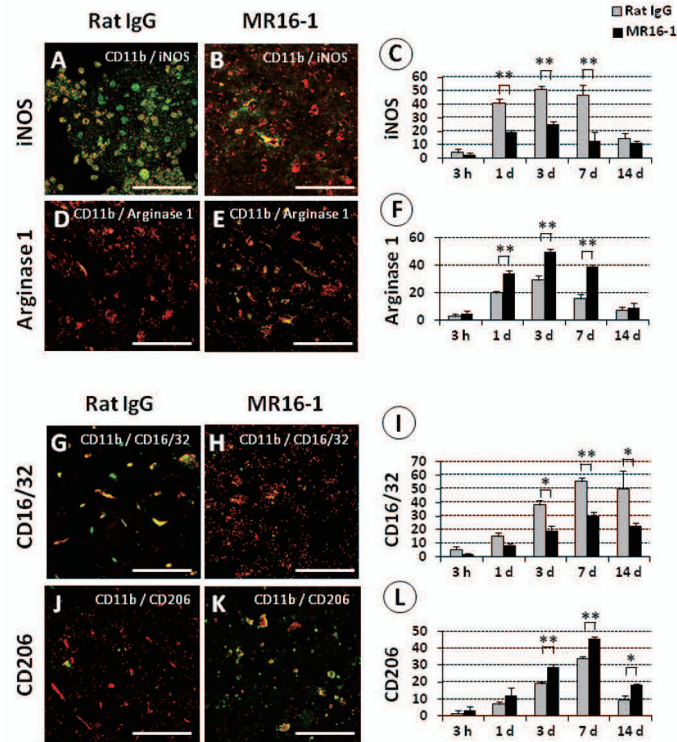 Rat IgG
MR16-1
Rat IgG MR16-1
iNOS
A CD11b / iNOS
B CD11b / iNOS
C
iNOS
60
50
40
30
20
10
0
** ** **
3 h 1 d 3 d 7 d 14 d
Arginase 1
D CD11b / Arginase 1
E CD11b / Arginase 1
F
Arginase 1
60
40
20
0
** ** **
3 h 1 d 3 d 7 d 14 d
Rat IgG MR16-1
CD16/32
G CD11b / CD16/32
H CD11b / CD16/32
I
CD16/32
70
60
50
40
30
20
10
0
* ** *
3 h 1 d 3 d 7 d 14 d
CD206
J CD11b / CD206
K CD11b / CD206
L
CD206
50
40
30
20
10
0
** ** *
3 h 1 d 3 d 7 d 14 d